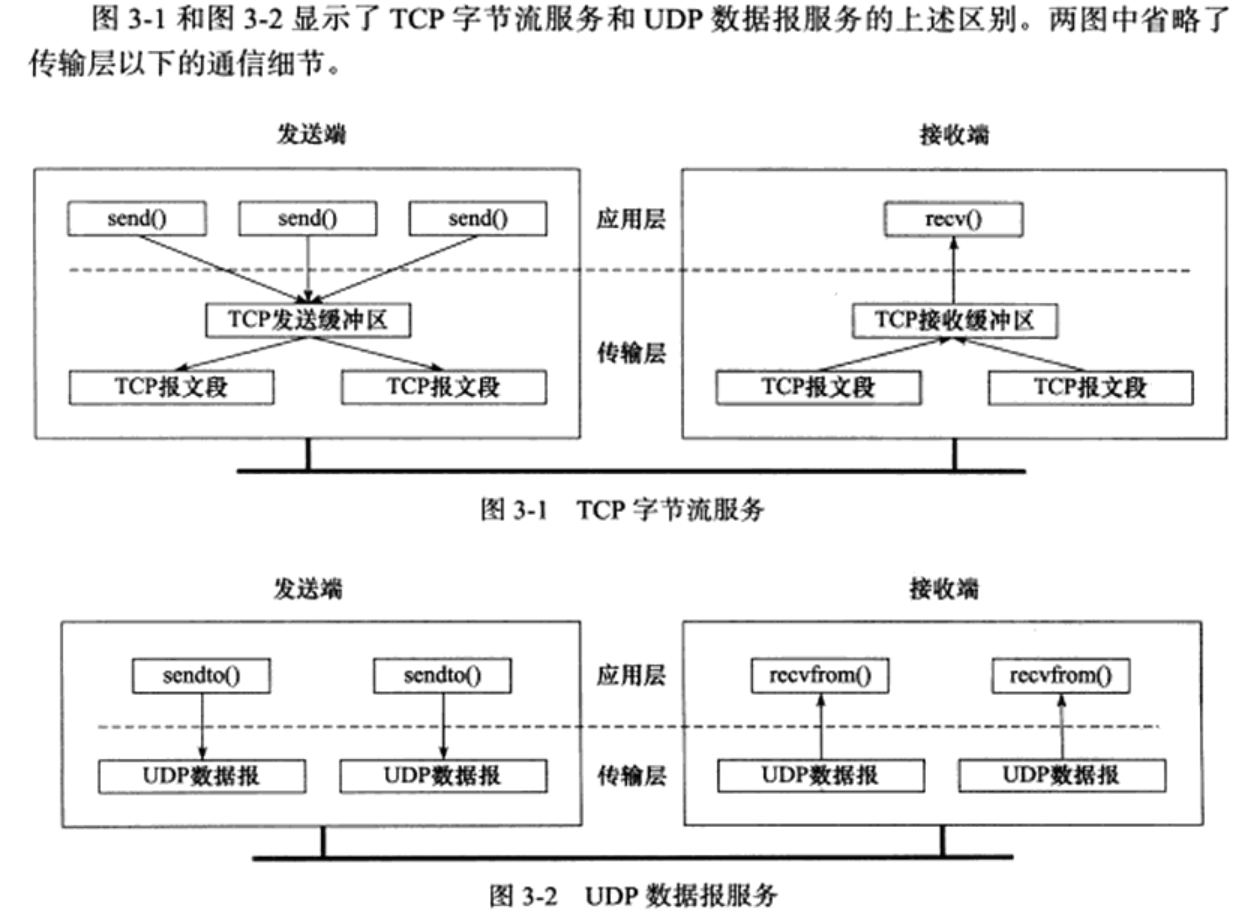 图 3-1 和图 3-2 显示了 TCP 字节流服务和 UDP 数据报服务的上述区别。两图中省略了
传输层以下的通信细节。
发送端
接收端
send()
send()
send()
应用层
recv()
TCP发送缓冲区
TCP接收缓冲区
传输层
TCP报文段
TCP报文段
TCP报文段
TCP报文段
图 3-1 TCP 字节流服务
发送端
接收端
sendto()
sendto()
应用层
recvfrom()
recvfrom()
UDP数据报
UDP数据报
传输层
UDP数据报
UDP数据报
图 3-2 UDP 数据报服务